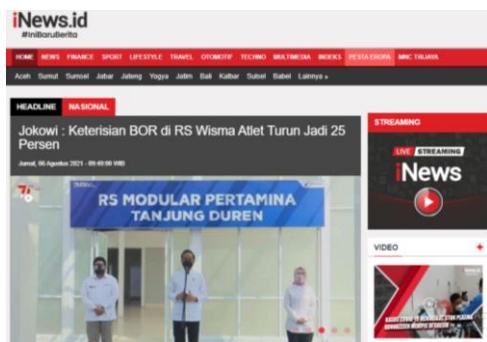 iNews.id
#IniBaruBerita
HOME NEWS FINANCE SPORT LIFESTYLE TRAVEL OTOMOTIF TECHNO MULTIMEDIA INDEKS PESTA EROPA MNC TRIJAYA
Aceh Sumut Sumsel Jabar Jateng Yogya Jatim Bali Kalbar Sulsel Babel Lainnya »
HEADLINE NASIONAL
Jokowi : Keterisian BOR di RS Wisma Atlet Turun Jadi 25
Persen
Jumat, 06 Agustus 2021 - 09:49:00 WIB
RS MODULAR PERTAMINA
TANJUNG DUREN
STREAMING
LIVE STREAMING
iNews
VIDEO +